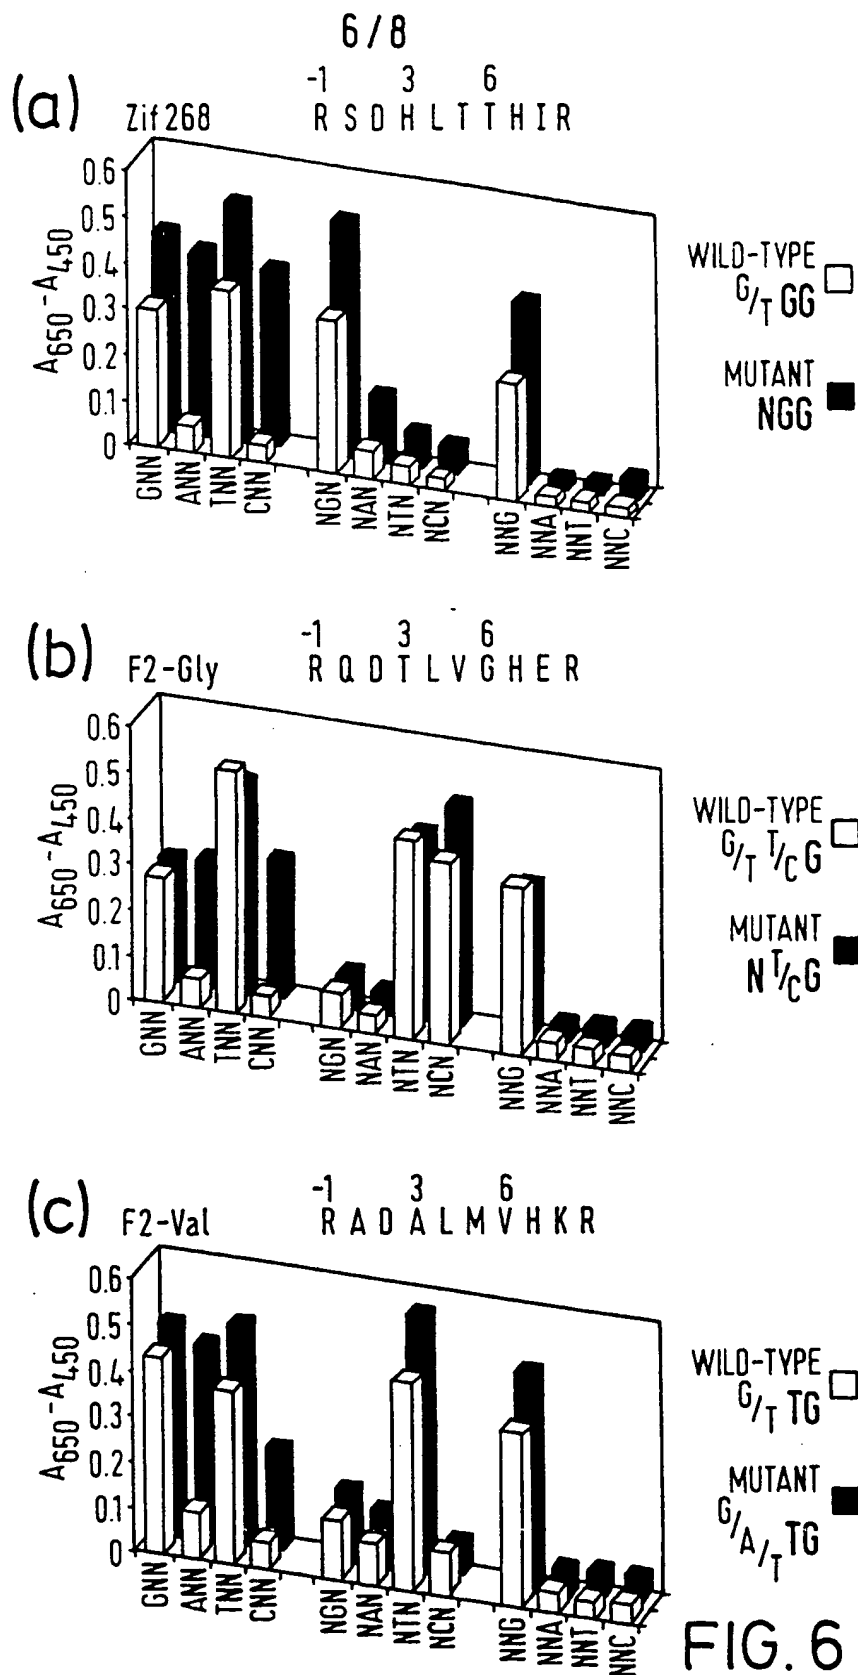 6/8
(a)
Zif 268
-1 3 6
R S D H L T T H I R
A650-A450
0.6
0.5
0.4
0.3
0.2
0.1
0
GNN ANN TNN CNN NGN NAN NTN NCN NNG NNA NNT NNC
WILD-TYPE
G/T GG
MUTANT
NGG
(b)
F2-Gly
-1 3 6
R Q D T L V G H E R
A650-A450
0.6
0.5
0.4
0.3
0.2
0.1
0
GNN ANN TNN CNN NGN NAN NTN NCN NNG NNA NNT NNC
WILD-TYPE
G/T T/C G
MUTANT
N T/C G
(c)
F2-Val
-1 3 6
R A D A L M V H K R
A650-A450
0.6
0.5
0.4
0.3
0.2
0.1
0
GNN ANN TNN CNN NGN NAN NTN NCN NNG NNA NNT NNC
WILD-TYPE
G/T TG
MUTANT
G/A/T TG
FIG. 6